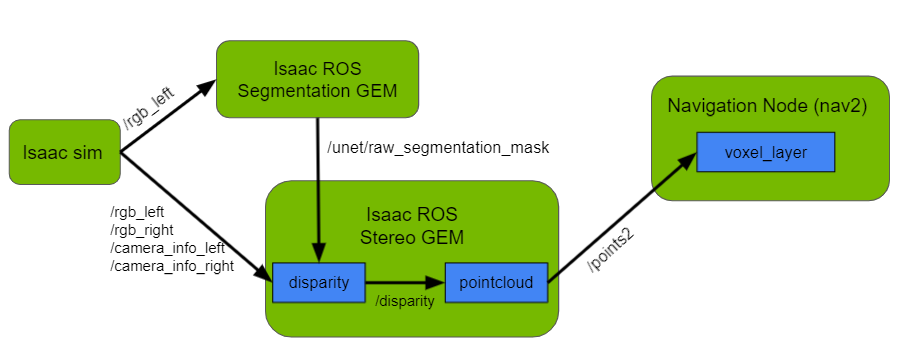 Isaac sim
/rgb_left
Isaac ROS
Segmentation GEM
/unet/raw_segmentation_mask
/rgb_left
/rgb_right
/camera_info_left
/camera_info_right
Isaac ROS
Stereo GEM
disparity
/disparity
pointcloud
/points2
Navigation Node (nav2)
voxel_layer